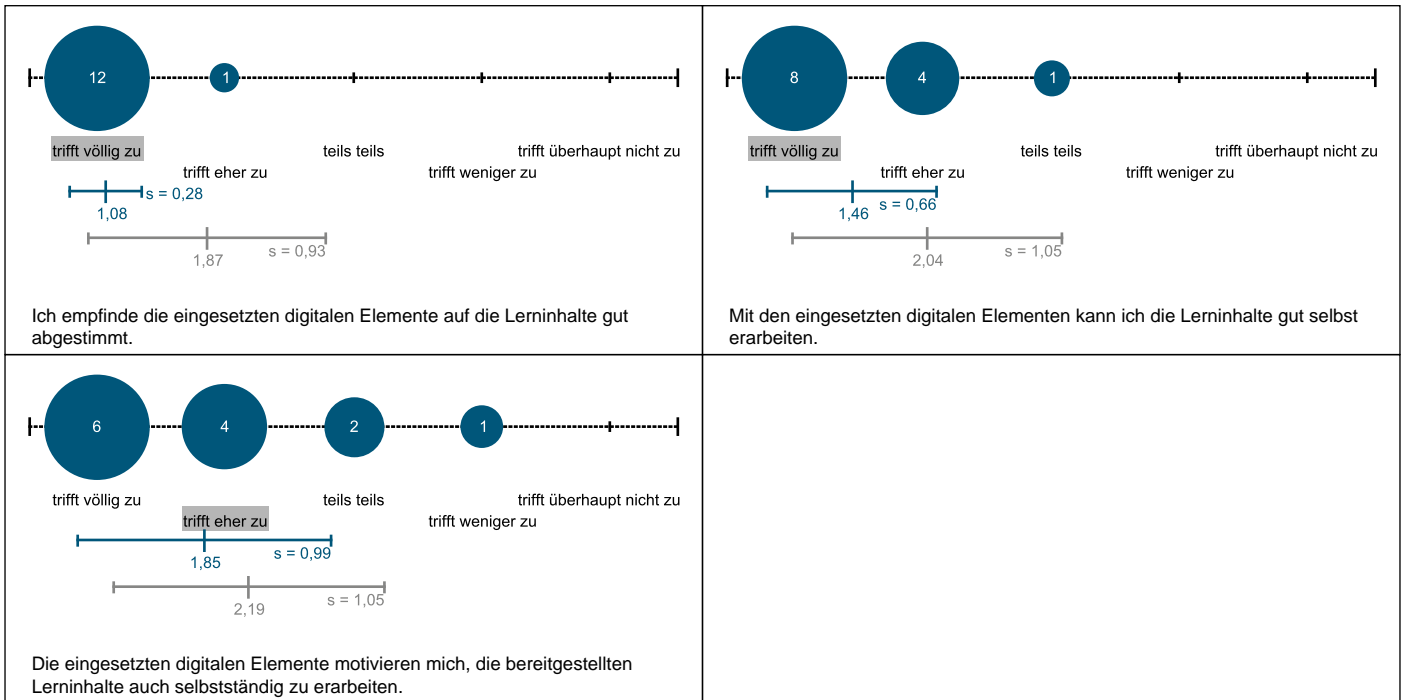 12
1
trifft völlig zu
trifft eher zu
teils teils
trifft weniger zu
trifft überhaupt nicht zu
s = 0,28
1,08
s = 0,93
1,87
Ich empfinde die eingesetzten digitalen Elemente auf die Lerninhalte gut
abgestimmt.
8
4
1
trifft völlig zu
trifft eher zu
teils teils
trifft weniger zu
trifft überhaupt nicht zu
s = 0,66
1,46
s = 1,05
2,04
Mit den eingesetzten digitalen Elementen kann ich die Lerninhalte gut selbst
erarbeiten.
6
4
2
1
trifft völlig zu
trifft eher zu
teils teils
trifft weniger zu
trifft überhaupt nicht zu
s = 0,99
1,85
s = 1,05
2,19
Die eingesetzten digitalen Elemente motivieren mich, die bereitgestellten
Lerninhalte auch selbstständig zu erarbeiten.